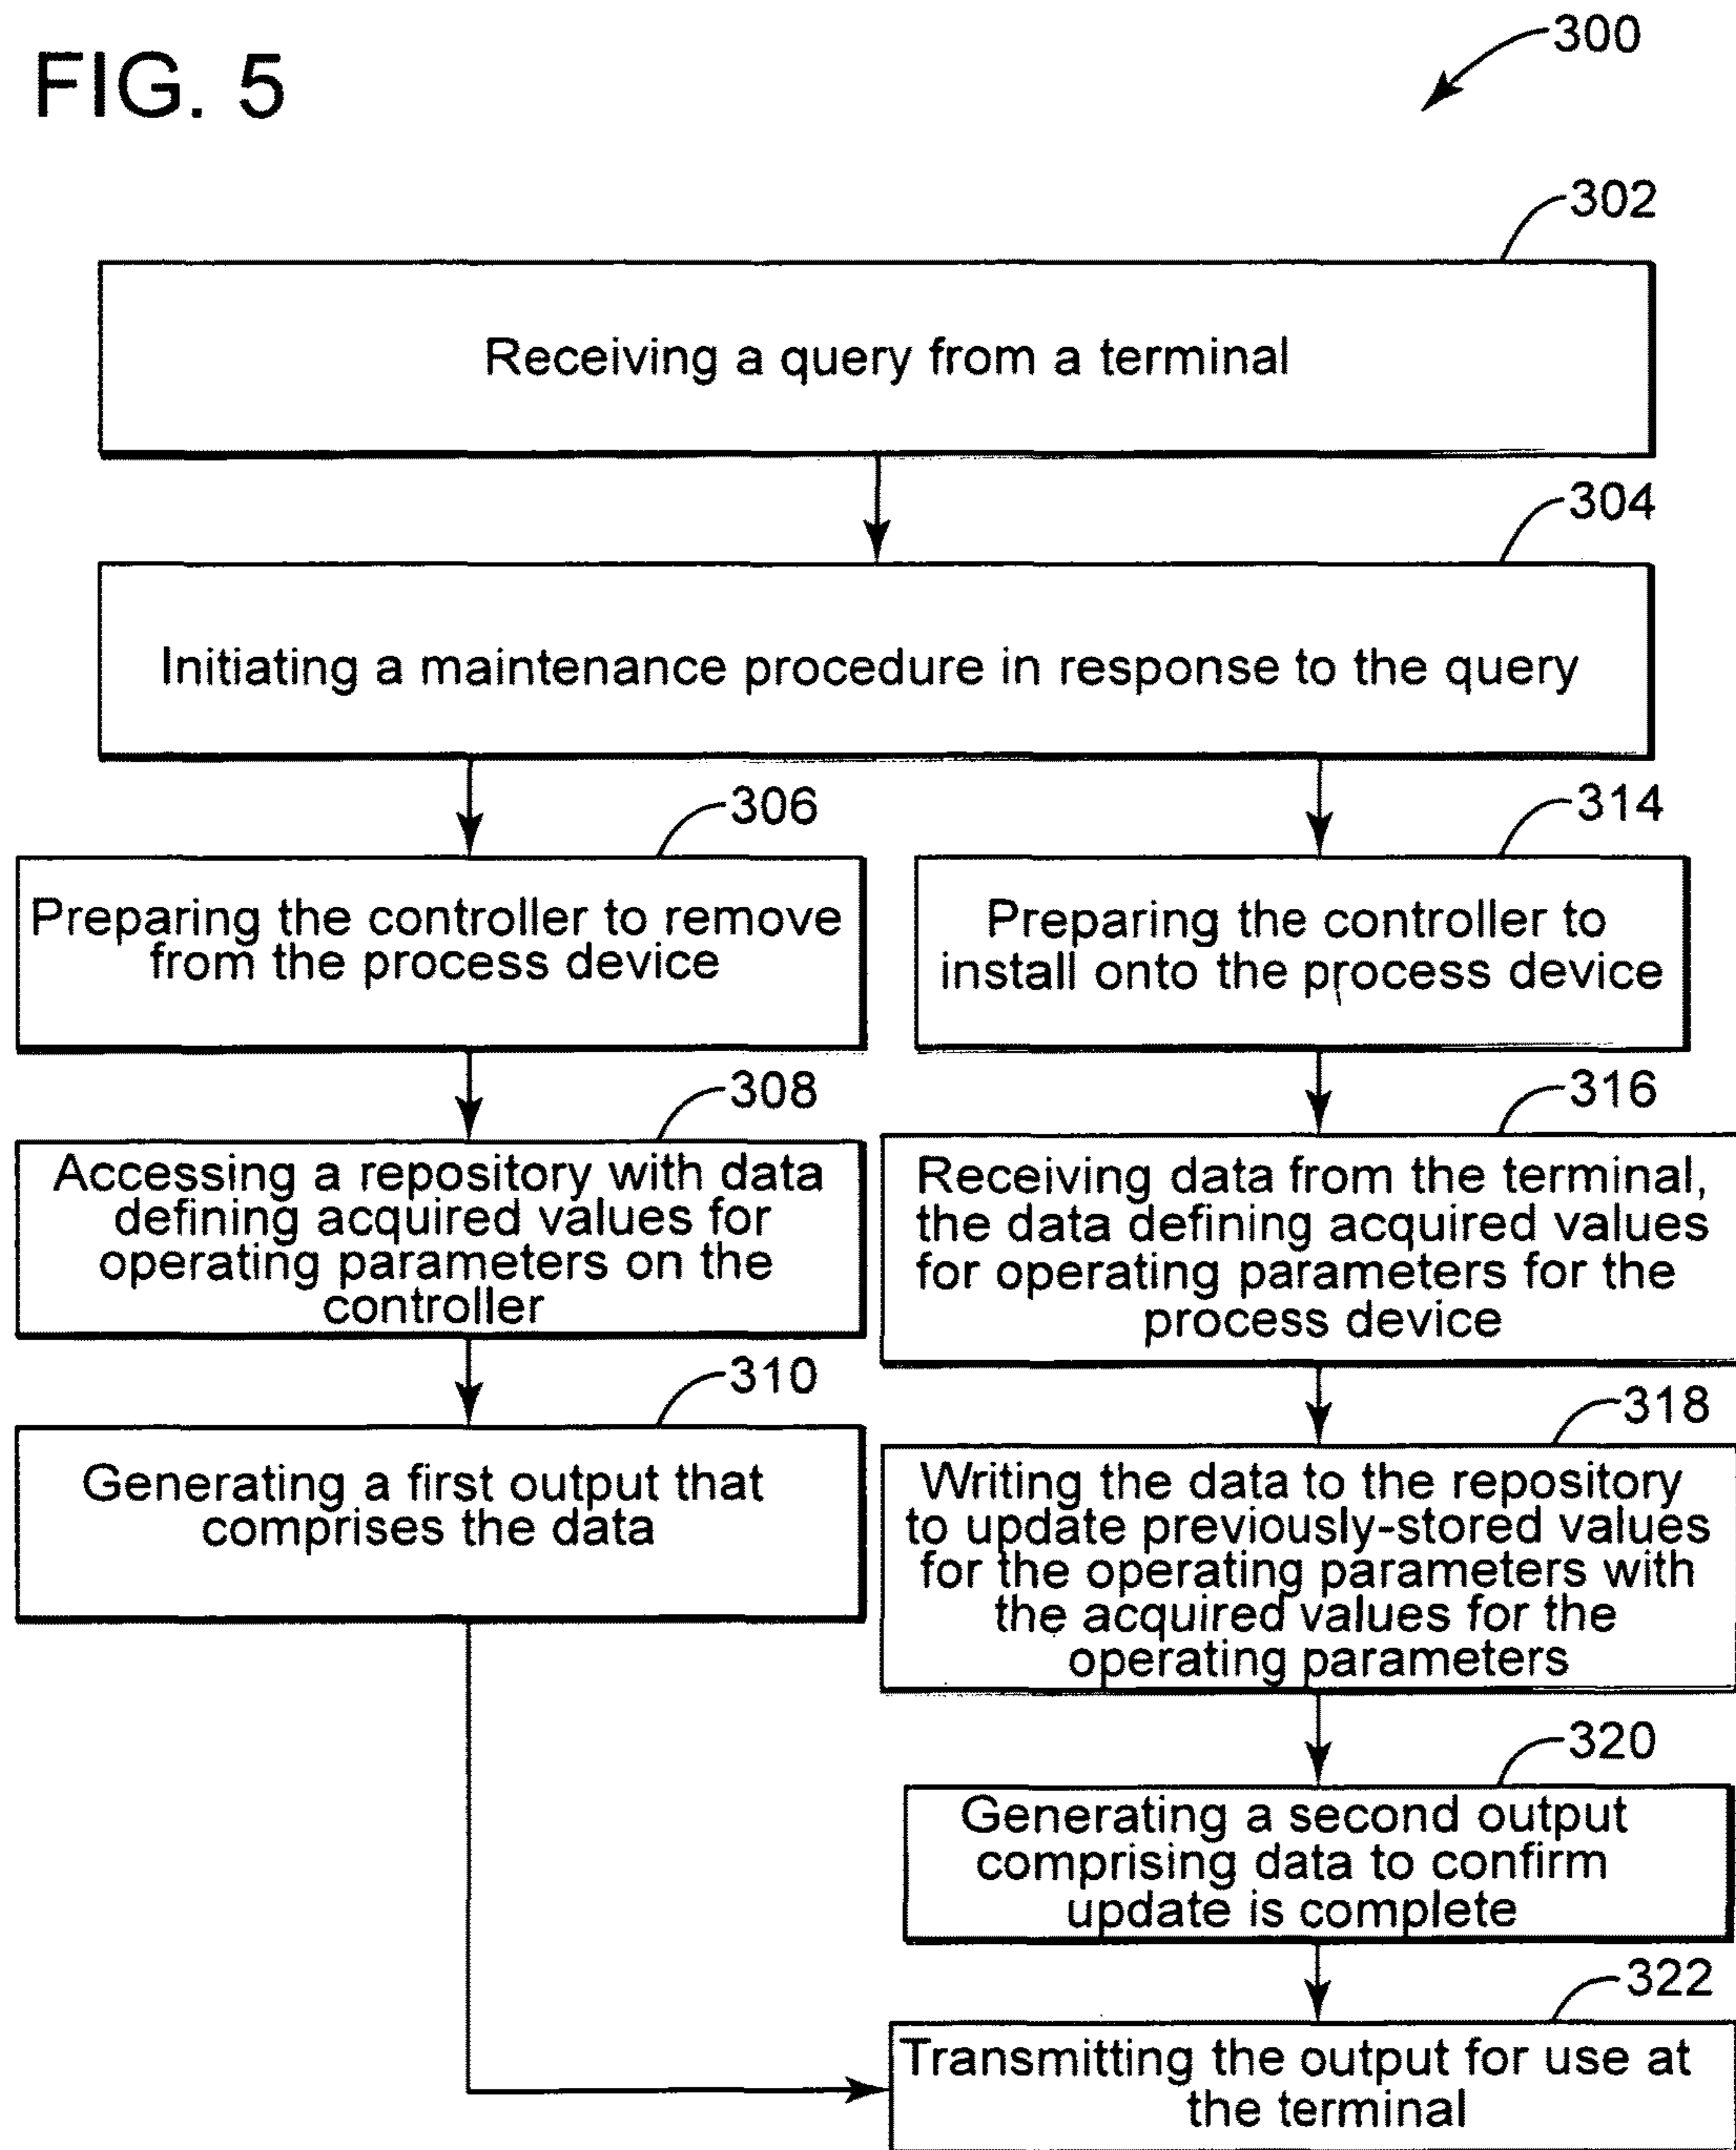 FIG. 5
300
302
Receiving a query from a terminal
304
Initiating a maintenance procedure in response to the query
306
Preparing the controller to remove
from the process device
308
Accessing a repository with data
defining acquired values for
operating parameters on the
controller
310
Generating a first output that
comprises the data
314
Preparing the controller to
install onto the process device
316
Receiving data from the terminal,
the data defining acquired values
for operating parameters for the
process device
318
Writing the data to the repository
to update previously-stored values
for the operating parameters with
the acquired values for the
operating parameters
320
Generating a second output
comprising data to confirm
update is complete
322
Transmitting the output for use at
the terminal